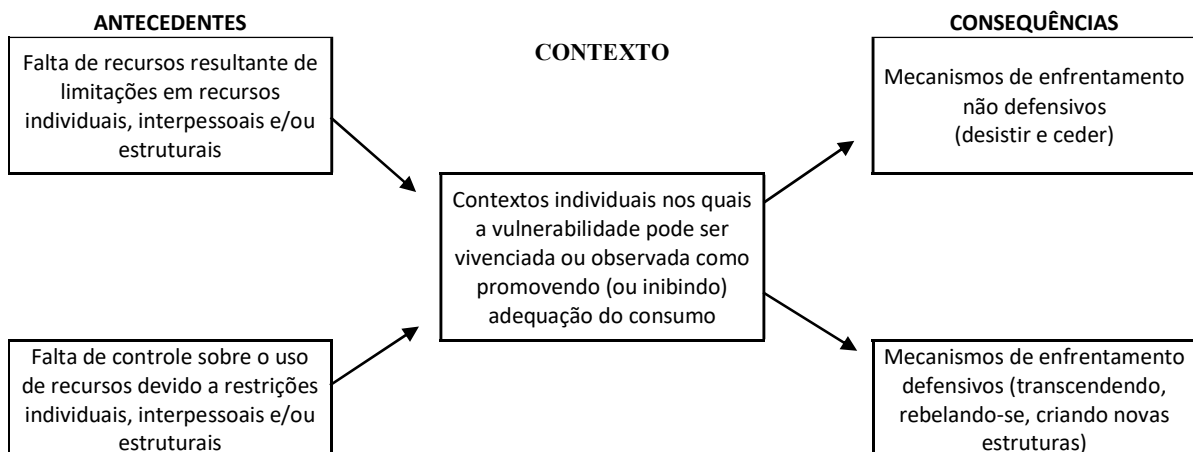 ANTECEDENTES
Falta de recursos resultante de
limitações em recursos
individuais, interpessoais e/ou
estruturais
Falta de controle sobre o uso
de recursos devido a restrições
individuais, interpessoais e/ou
estruturais
CONTEXTO
Contextos individuais nos quais
a vulnerabilidade pode ser
vivenciada ou observada como
promovendo (ou inibindo)
adequação do consumo
CONSEQUÊNCIAS
Mecanismos de enfrentamento
não defensivos
(desistir e ceder)
Mecanismos de enfrentamento
defensivos (transcendendo,
rebelando-se, criando novas
estruturas)